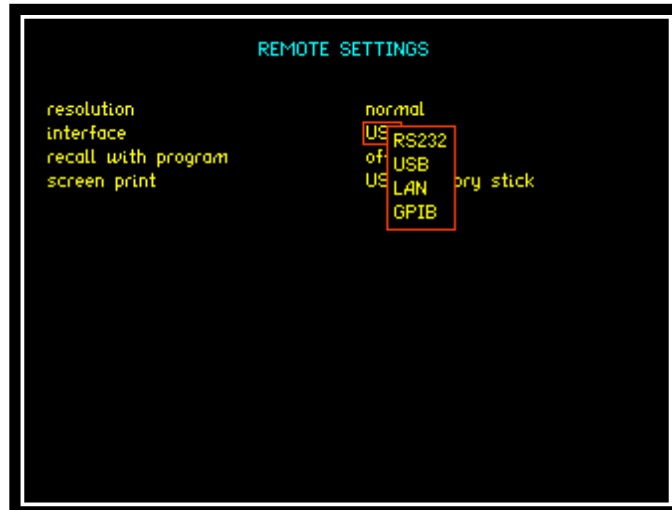 REMOTE SETTINGS
resolution normal
interface US
recall with program of
screen print US ory stick
RS232
USB
LAN
GPIB